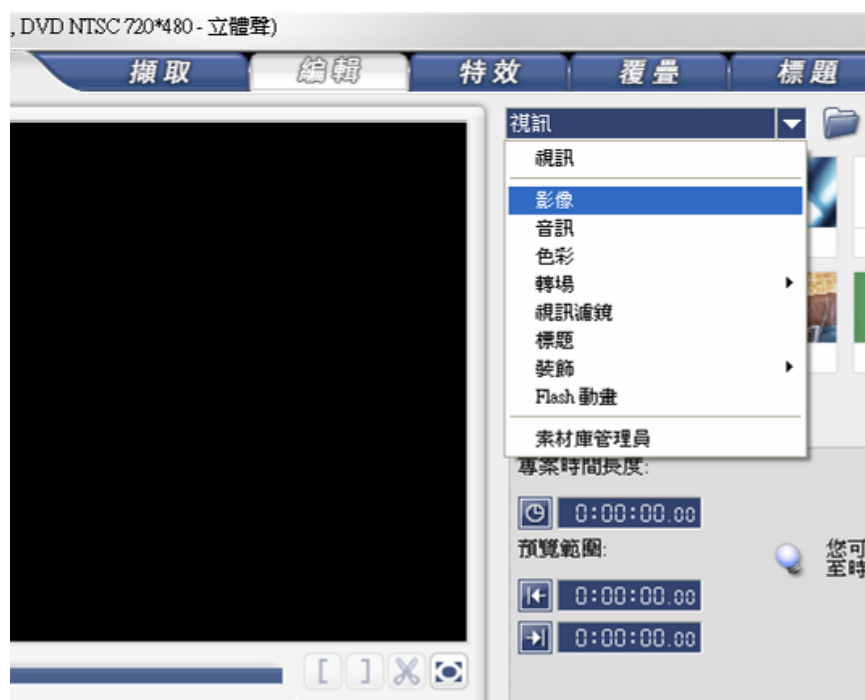 , DVD NTSC 720*480 - 立體聲)
擷取 編輯 特效 覆疊 標題
視訊
視訊
影像
音訊
色彩
轉場
視訊濾鏡
標題
裝飾
Flash 動畫
素材庫管理員
專案時間長度:
0:00:00.00
預覽範圍:
您可
至時
0:00:00.00
0:00:00.00